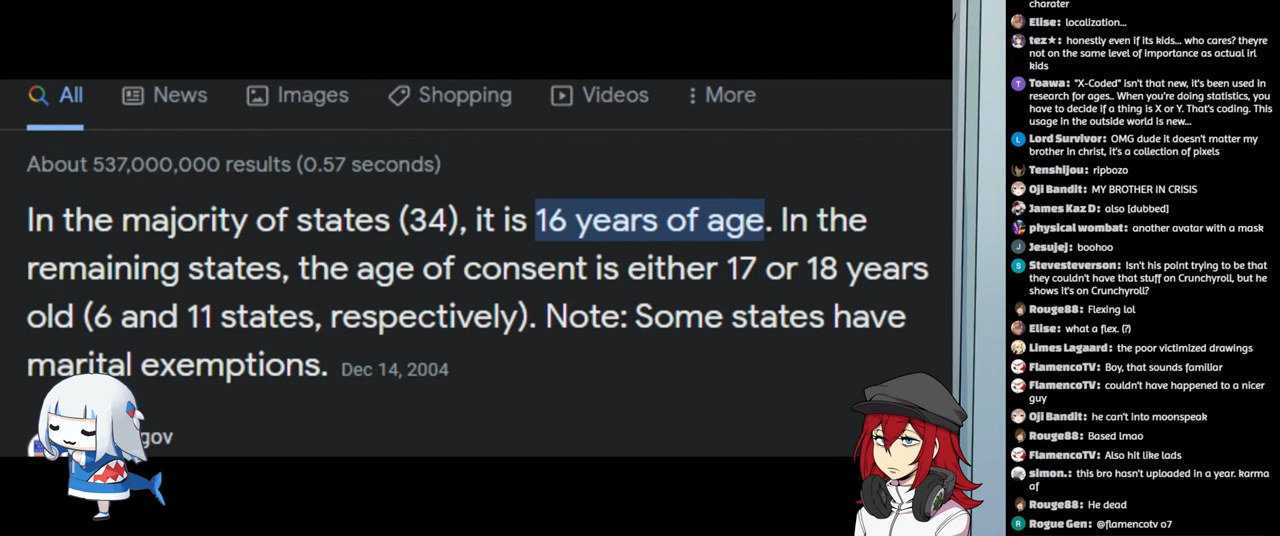 All News Images Shopping Videos More
About 537,000,000 results (0.57 seconds)
In the majority of states (34), it is 16 years of age. In the
remaining states, the age of consent is either 17 or 18 years
old (6 and 11 states, respectively). Note: Some states have
marital exemptions. Dec 14, 2004
gov
charater
Elise: localization...
tez★: honestly even if its kids... who cares? theyre
not on the same level of importance as actual irl
kids
T Toawa: "X-Coded" isn't that new, it's been used in
research for ages.. When you're doing statistics, you
have to decide if a thing is X or Y. That's coding. This
usage in the outside world is new...
L Lord Survivor: OMG dude it doesn't matter my
brother in christ, it's a collection of pixels
Tenshijou: ripbozo
Oji Bandit: MY BROTHER IN CRISIS
James Kaz D: also [dubbed]
physical wombat: another avatar with a mask
J Jesujej: boohoo
S Stevesteverson: Isn't his point trying to be that
they couldn't have that stuff on Crunchyroll, but he
shows it's on Crunchyroll?
Rouge88: Flexing lol
Elise: what a flex. (?)
Limes Lagaard: the poor victimized drawings
FlamencoTV: Boy, that sounds familiar
FlamencoTV: couldn't have happened to a nicer
guy
Oji Bandit: he can't into moonspeak
Rouge88: Based lmao
FlamencoTV: Also hit like lads
simon.: this bro hasn't uploaded in a year. karma
af
Rouge88: He dead
R Rogue Gen: @flamencotv o7